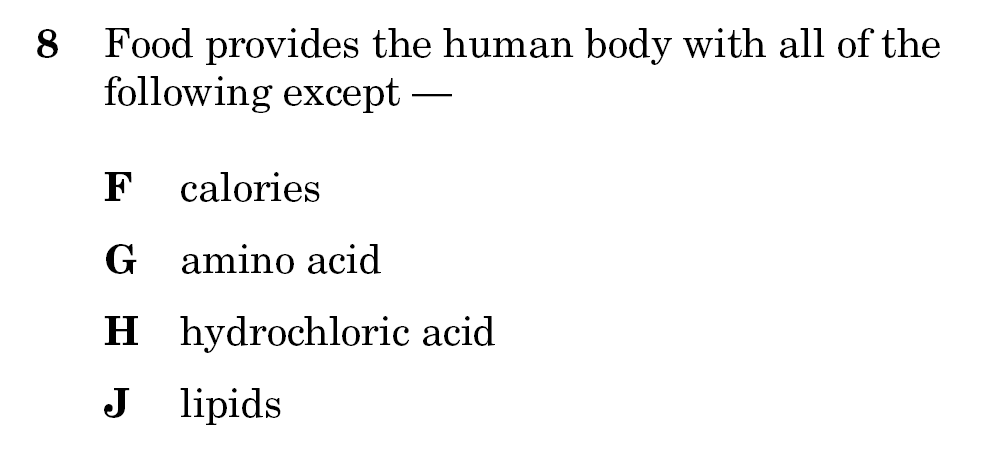 8 Food provides the human body with all of the
following except —
F calories
G amino acid
H hydrochloric acid
J lipids